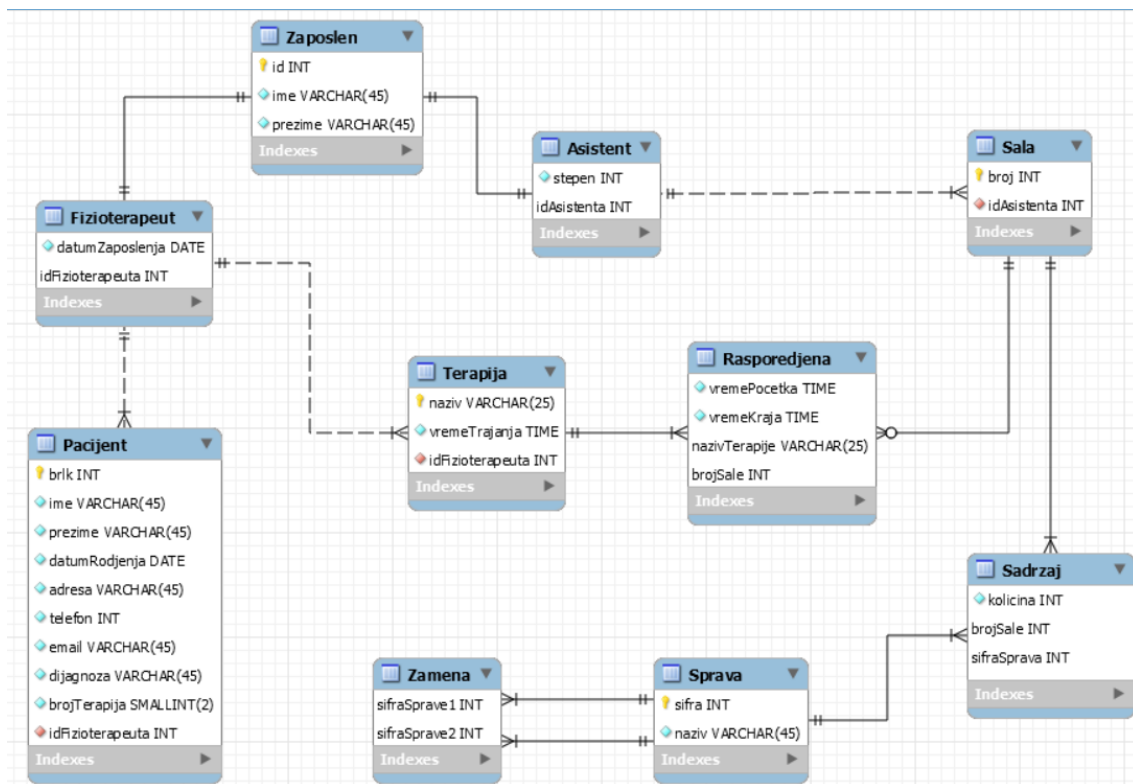 Zaposlen
id INT
ime VARCHAR(45)
prezime VARCHAR(45)
Indexes
Asistent
stepen INT
idAsistenta INT
Indexes
Sala
broj INT
idAsistenta INT
Indexes
Fizioterapeut
datumZaposlenja DATE
idFizioterapeuta INT
Indexes
Terapija
naziv VARCHAR(25)
vremeTrajanja TIME
idFizioterapeuta INT
Indexes
Rasporedjena
vremePocetka TIME
vremeKraja TIME
nazivTerapije VARCHAR(25)
brojSale INT
Indexes
Pacijent
brlk INT
ime VARCHAR(45)
prezime VARCHAR(45)
datumRodjenja DATE
adresa VARCHAR(45)
telefon INT
email VARCHAR(45)
dijagnoza VARCHAR(45)
brojTerapija SMALLINT(2)
idFizioterapeuta INT
Indexes
Zamena
sifraSprave1 INT
sifraSprave2 INT
Indexes
Sprava
sifra INT
naziv VARCHAR(45)
Indexes
Sadrzaj
kolicina INT
brojSale INT
sifraSprava INT
Indexes